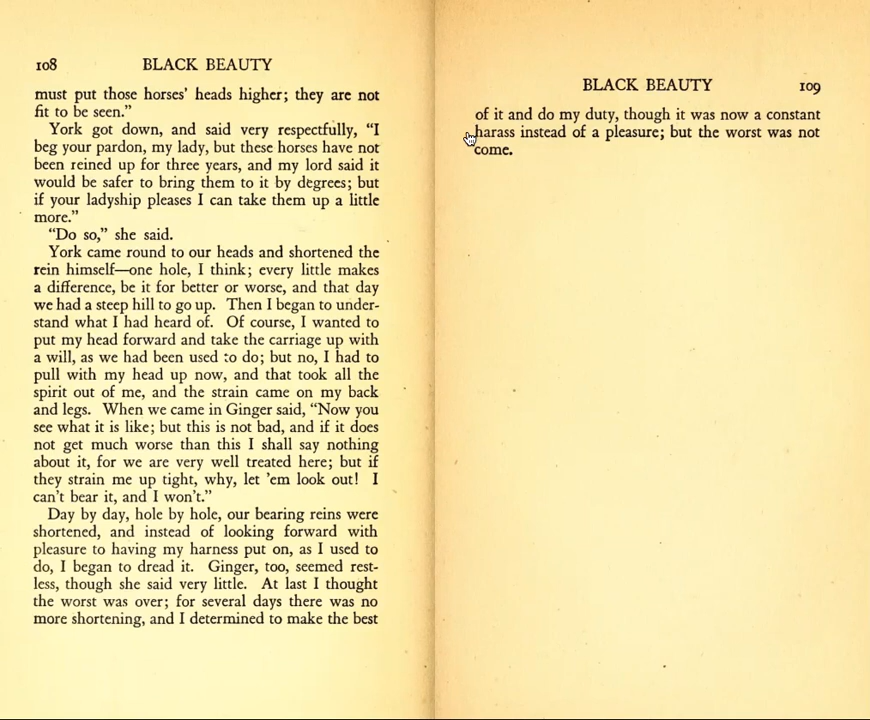 108 BLACK BEAUTY
must put those horses' heads higher; they are not
fit to be seen.”
York got down, and said very respectfully, “I
beg your pardon, my lady, but these horses have not
been reined up for three years, and my lord said it
would be safer to bring them to it by degrees; but
if your ladyship pleases I can take them up a little
more.”
“Do so,” she said.
York came round to our heads and shortened the
rein himself—one hole, I think; every little makes
a difference, be it for better or worse, and that day
we had a steep hill to go up. Then I began to under-
stand what I had heard of. Of course, I wanted to
put my head forward and take the carriage up with
a will, as we had been used to do; but no, I had to
pull with my head up now, and that took all the
spirit out of me, and the strain came on my back
and legs. When we came in Ginger said, “Now you
see what it is like; but this is not bad, and if it does
not get much worse than this I shall say nothing
about it, for we are very well treated here; but if
they strain me up tight, why, let 'em look out! I
can't bear it, and I won't.”
Day by day, hole by hole, our bearing reins were
shortened, and instead of looking forward with
pleasure to having my harness put on, as I used to
do, I began to dread it. Ginger, too, seemed rest-
less, though she said very little. At last I thought
the worst was over; for several days there was no
more shortening, and I determined to make the best
BLACK BEAUTY 109
of it and do my duty, though it was now a constant
harass instead of a pleasure; but the worst was not
come.